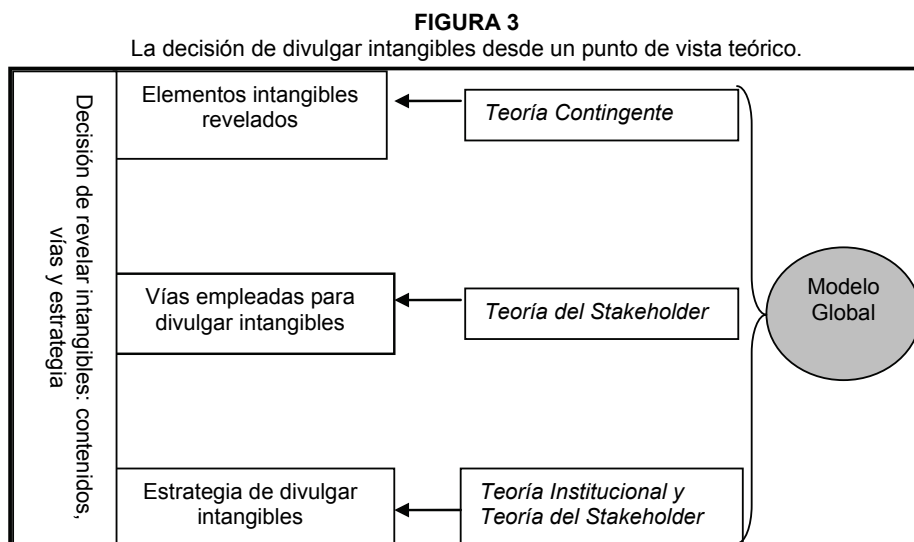 FIGURA 3
La decisión de divulgar intangibles desde un punto de vista teórico.
Decisión de revelar intangibles: contenidos,
vías y estrategia
Elementos intangibles
revelados
Teoría Contingente
Vías empleadas para
divulgar intangibles
Teoría del Stakeholder
Modelo
Global
Estrategia de divulgar
intangibles
Teoría Institucional y
Teoría del Stakeholder